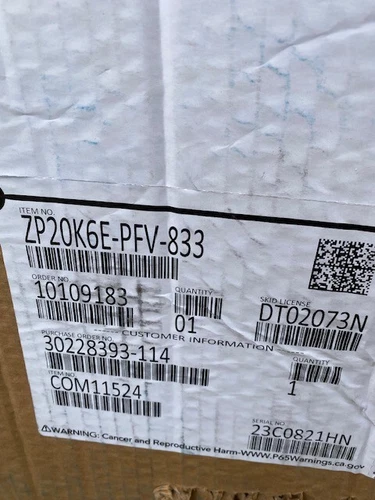 ITEM NO.
ZP20K6E-PFV-833
ORDER NO
10109183
QUANTITY
01
SKID LICENSE
DT02073N
CUSTOMER INFORMATION
PURCHASE ORDER NO
30228393-114
QUANTITY
1
ITEM NO
COM11524
SERIAL NO
23C0821HN
⚠WARNING: Cancer and Reproductive Harm-WWW.P65Warnings.ca.gov